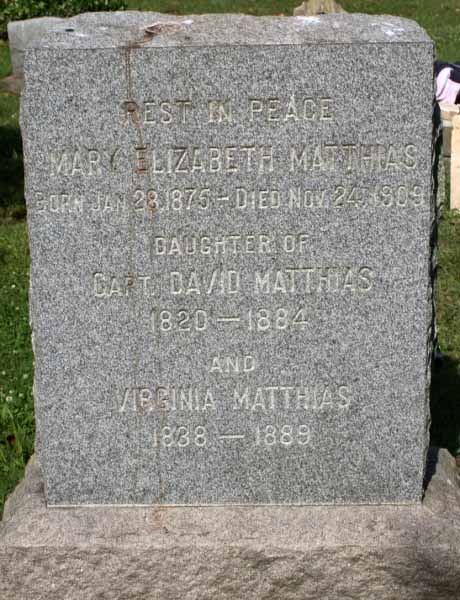 REST IN PEACE
MARY ELIZABETH MATTHIAS
BORN JAN. 28, 1875 – DIED NOV. 24,
DAUGHTER OF
CAPT. DAVID MATTHIAS
1820 — 1884
AND
VIRGINIA MATTHIAS
1838 — 1889